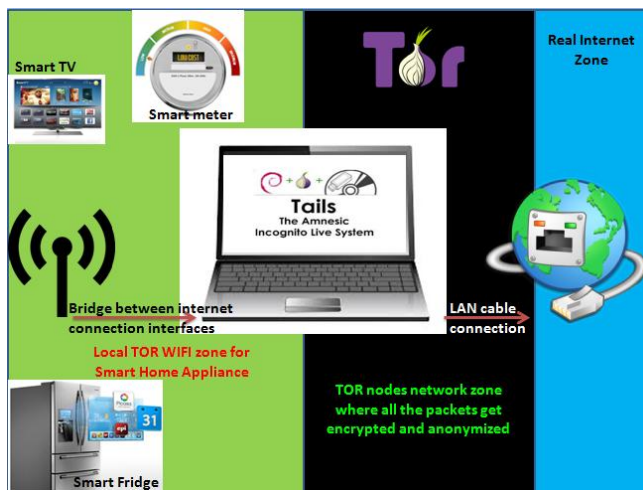 Smart TV
LOW COST
Smart meter
Tor
Real Internet
Zone
Tails
The Amnesic
Incognito Live System
Bridge between internet
connection interfaces
LAN cable
connection
Local TOR WIFI zone for
Smart Home Appliance
TOR nodes network zone
where all the packets get
encrypted and anonymized
31
Smart Fridge